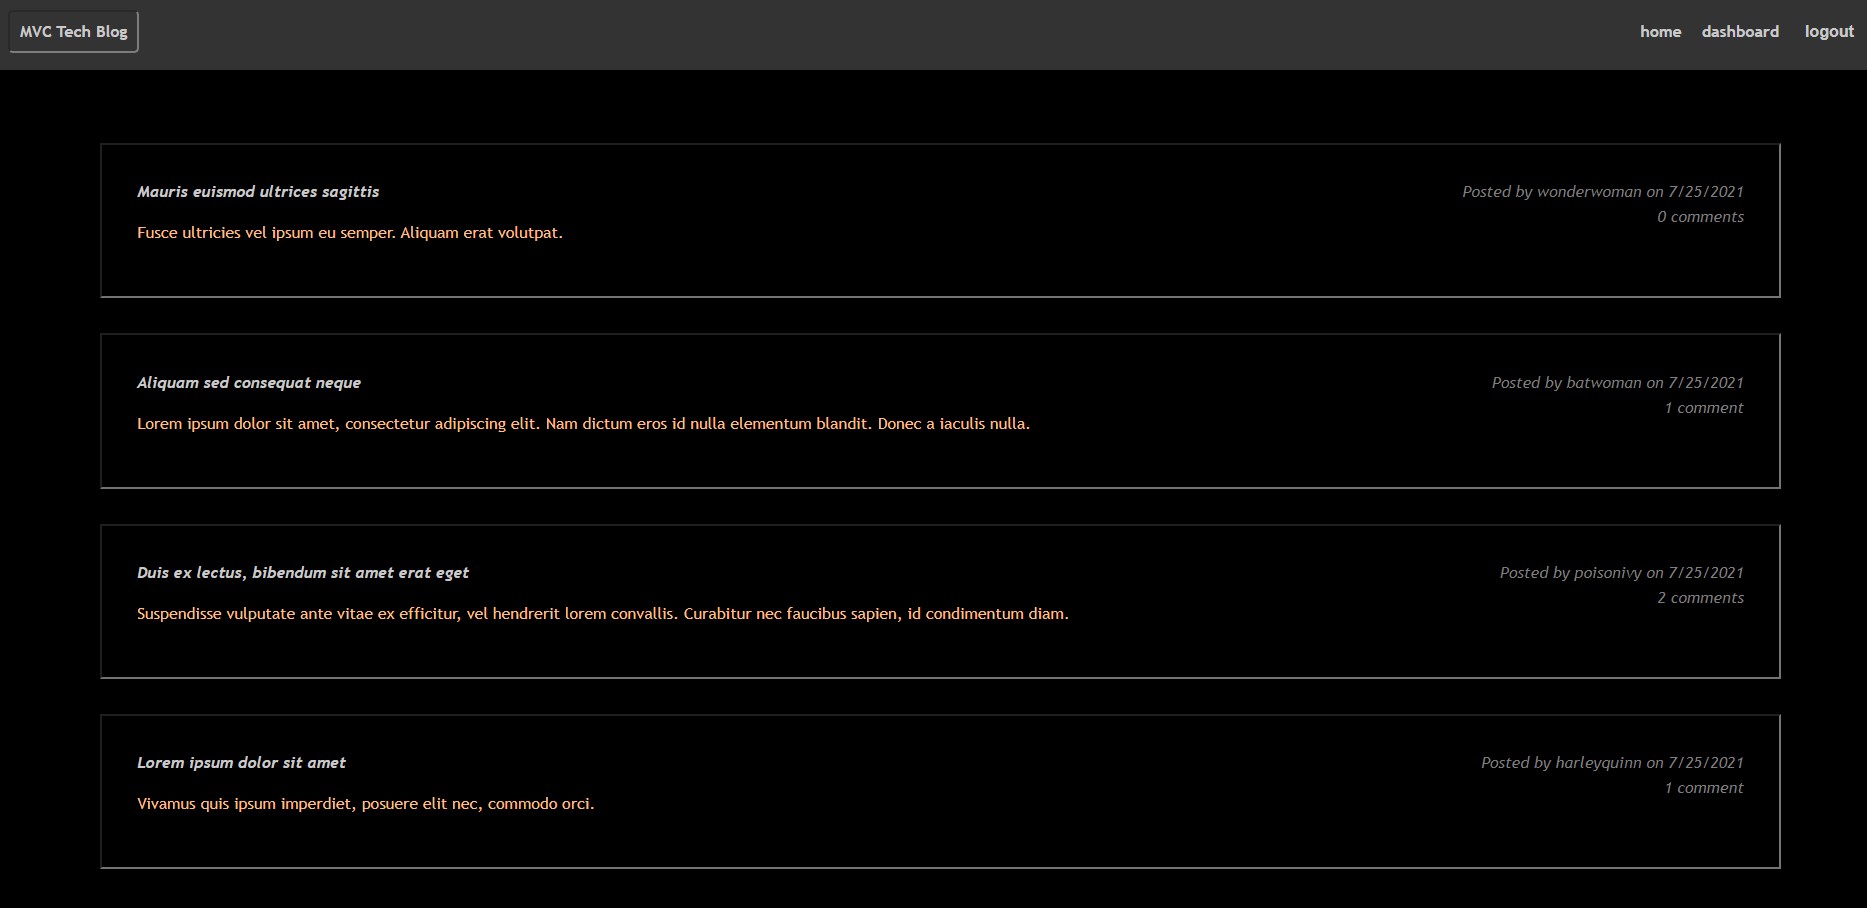 MVC Tech Blog
home dashboard logout
Mauris euismod ultrices sagittis
Posted by wonderwoman on 7/25/2021
0 comments
Fusce ultricies vel ipsum eu semper. Aliquam erat volutpat.
Aliquam sed consequat neque
Posted by batwoman on 7/25/2021
1 comment
Lorem ipsum dolor sit amet, consectetur adipiscing elit. Nam dictum eros id nulla elementum blandit. Donec a iaculis nulla.
Duis ex lectus, bibendum sit amet erat eget
Posted by poisonivy on 7/25/2021
2 comments
Suspendisse vulputate ante vitae ex efficitur, vel hendrerit lorem convallis. Curabitur nec faucibus sapien, id condimentum diam.
Lorem ipsum dolor sit amet
Posted by harleyquinn on 7/25/2021
1 comment
Vivamus quis ipsum imperdiet, posuere elit nec, commodo orci.